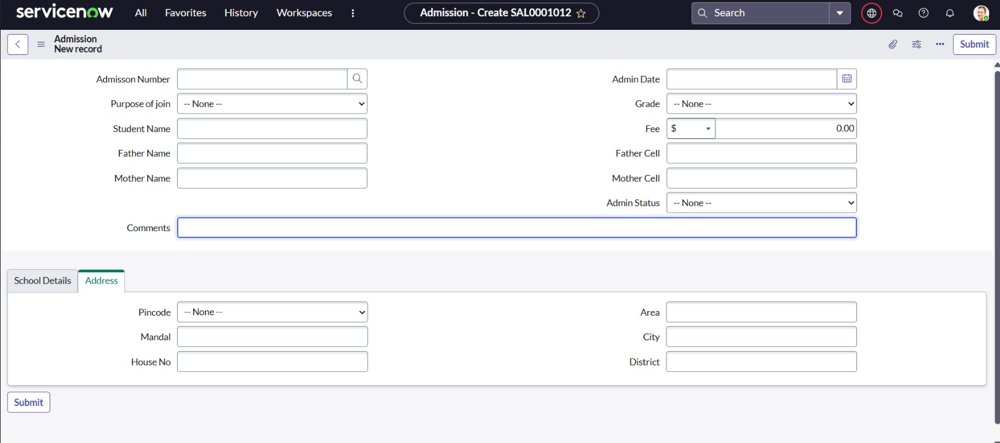 servicenow All Favorites History Workspaces Admission - Create SAL0001012 Search
Admission
New record
Submit
Admisson Number
Admin Date
Purpose of join -- None --
Grade -- None --
Student Name
Fee $ 0.00
Father Name
Father Cell
Mother Name
Mother Cell
Admin Status -- None --
Comments
School Details Address
Pincode -- None --
Area
Mandal
City
House No
District
Submit